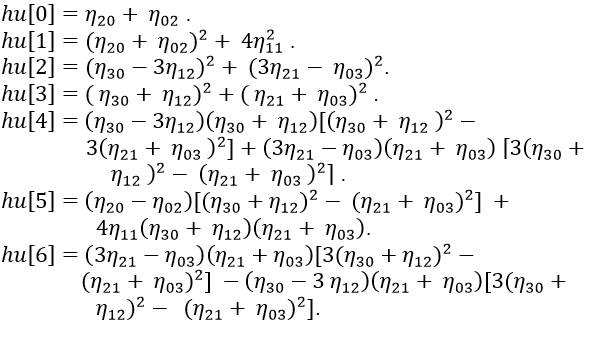 hu[0] = η₂₀ + η₀₂ .
hu[1] = (η₂₀ + η₀₂)² + 4η₁₁² .
hu[2] = (η₃₀ − 3η₁₂)² + (3η₂₁ − η₀₃)².
hu[3] = ( η₃₀ + η₁₂)² + ( η₂₁ + η₀₃)² .
hu[4] = (η₃₀ − 3η₁₂)(η₃₀ + η₁₂)[(η₃₀ + η₁₂ )² −
3(η₂₁ + η₀₃ )²] + (3η₂₁ − η₀₃)(η₂₁ + η₀₃) ⌈3(η₃₀ +
η₁₂ )² − (η₂₁ + η₀₃ )²⌉ .
hu[5] = (η₂₀ − η₀₂)[(η₃₀ + η₁₂)² − (η₂₁ + η₀₃)²] +
4η₁₁(η₃₀ + η₁₂)(η₂₁ + η₀₃).
hu[6] = (3η₂₁ − η₀₃)(η₂₁ + η₀₃)[3(η₃₀ + η₁₂)² −
(η₂₁ + η₀₃)²] − (η₃₀ − 3 η₁₂)(η₂₁ + η₀₃)[3(η₃₀ +
η₁₂)² − (η₂₁ + η₀₃)²].